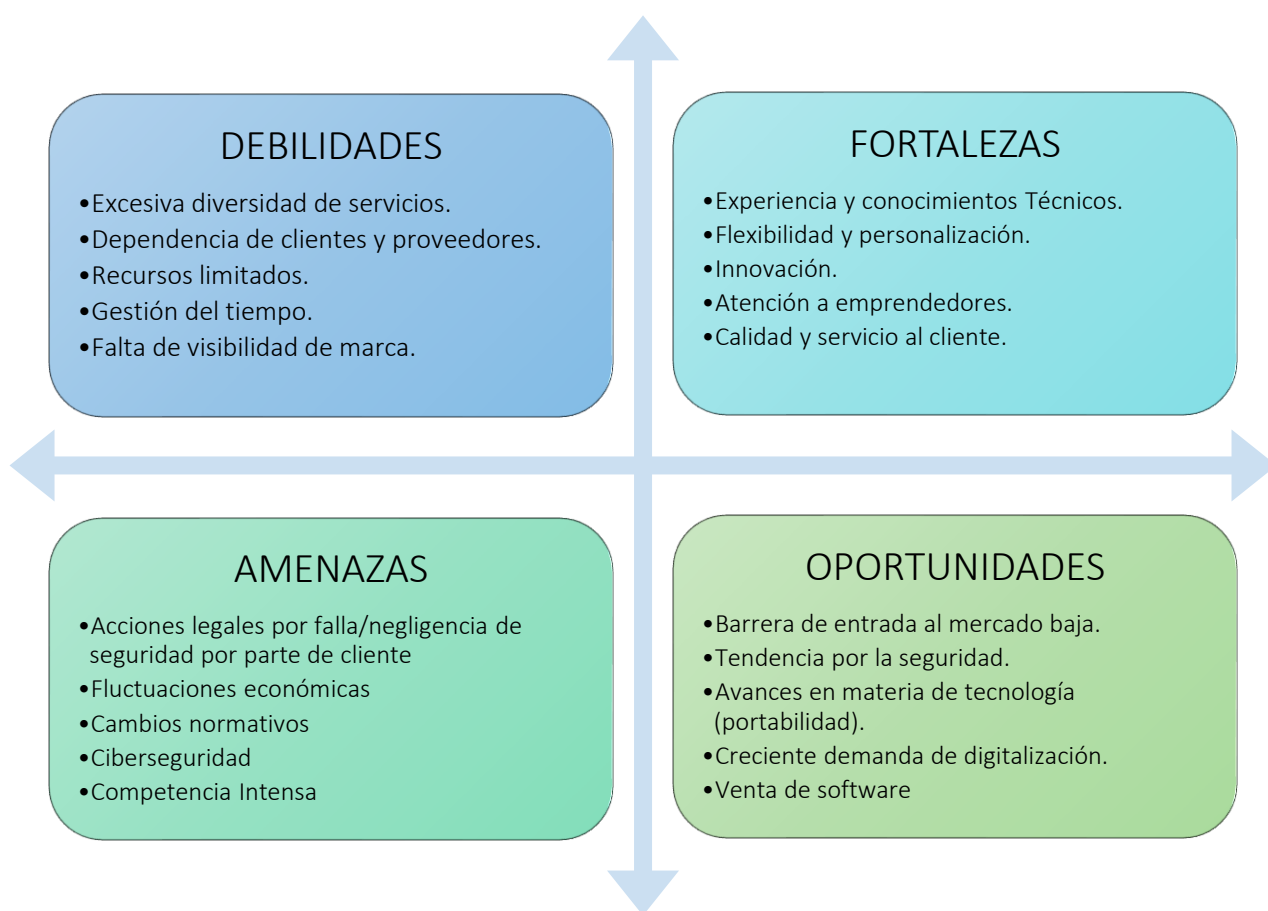 DEBILIDADES
•Excesiva diversidad de servicios.
•Dependencia de clientes y proveedores.
•Recursos limitados.
•Gestión del tiempo.
•Falta de visibilidad de marca.
FORTALEZAS
•Experiencia y conocimientos Técnicos.
•Flexibilidad y personalización.
•Innovación.
•Atención a emprendedores.
•Calidad y servicio al cliente.
AMENAZAS
•Acciones legales por falla/negligencia de
seguridad por parte de cliente
•Fluctuaciones económicas
•Cambios normativos
•Ciberseguridad
•Competencia Intensa
OPORTUNIDADES
•Barrera de entrada al mercado baja.
•Tendencia por la seguridad.
•Avances en materia de tecnología
(portabilidad).
•Creciente demanda de digitalización.
•Venta de software